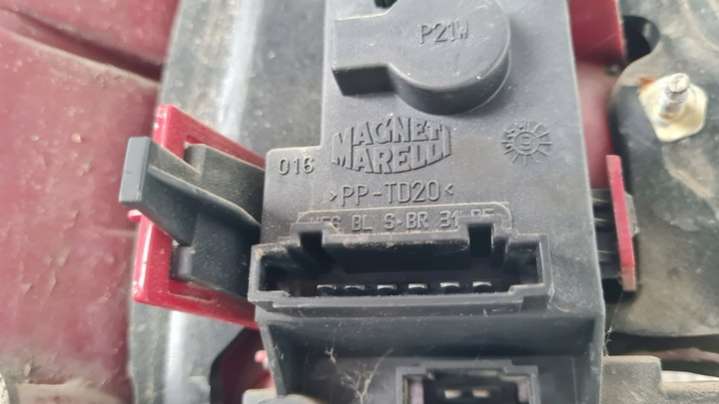 P21W
MAGNETI
MARELLI
016
>PP-TD20<
BL S-BR 31